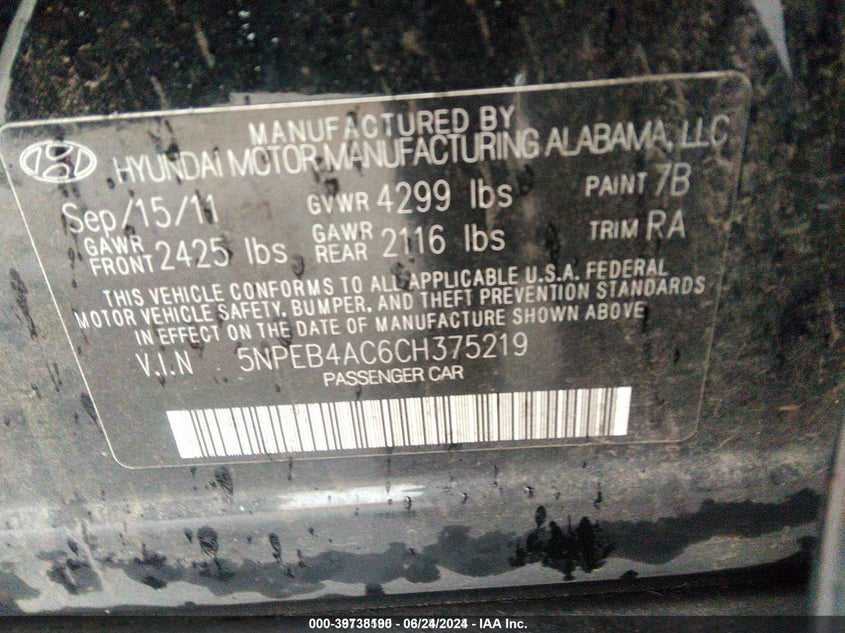 MANUFACTURED BY
HYUNDAI MOTOR MANUFACTURING ALABAMA, LLC
Sep/15/11 GVWR 4299 lbs PAINT 7B
GAWR FRONT 2425 lbs GAWR REAR 2116 lbs TRIM RA
THIS VEHICLE CONFORMS TO ALL APPLICABLE U.S.A. FEDERAL
MOTOR VEHICLE SAFETY, BUMPER, AND THEFT PREVENTION STANDARDS
IN EFFECT ON THE DATE OF MANUFACTURE SHOWN ABOVE
V.I.N 5NPEB4AC6CH375219
PASSENGER CAR
000-39738190 - 06/24/2024 - IAA Inc.